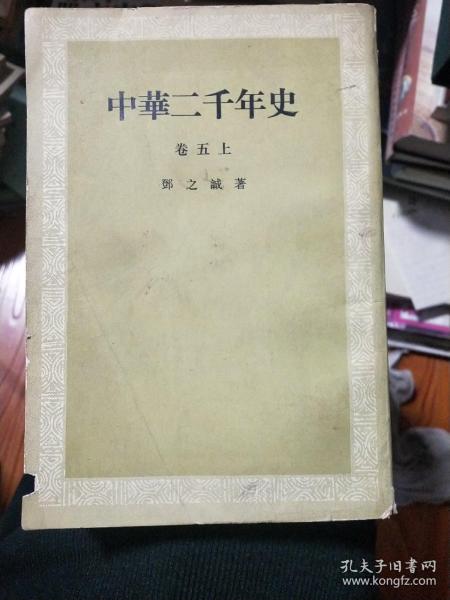 中華二千年史
卷五上
鄧之誠著
孔夫子旧书网
www.kongfz.com